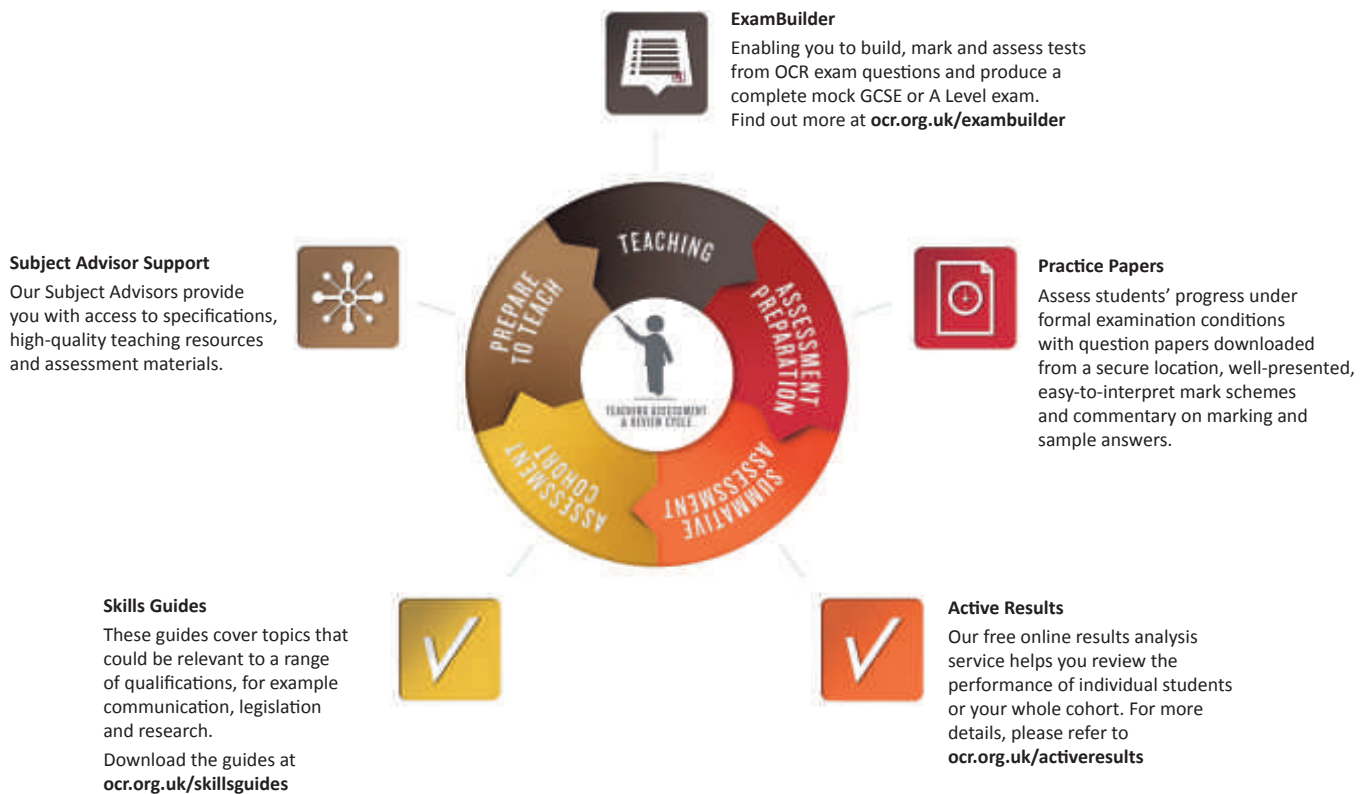 ExamBuilder
Enabling you to build, mark and assess tests
from OCR exam questions and produce a
complete mock GCSE or A Level exam.
Find out more at ocr.org.uk/exambuilder
TEACHING
PREPARE
TO TEACH
ASSESSMENT
PREPARATION
TEACHING ASSESSMENT
& REVIEW CYCLE
ASSESSMENT
COHORT
SUMMATIVE
ASSESSMENT
Subject Advisor Support
Our Subject Advisors provide
you with access to specifications,
high-quality teaching resources
and assessment materials.
Practice Papers
Assess students’ progress under
formal examination conditions
with question papers downloaded
from a secure location, well-presented,
easy-to-interpret mark schemes
and commentary on marking and
sample answers.
Skills Guides
These guides cover topics that
could be relevant to a range
of qualifications, for example
communication, legislation
and research.
Download the guides at
ocr.org.uk/skillsguides
Active Results
Our free online results analysis
service helps you review the
performance of individual students
or your whole cohort. For more
details, please refer to
ocr.org.uk/activeresults